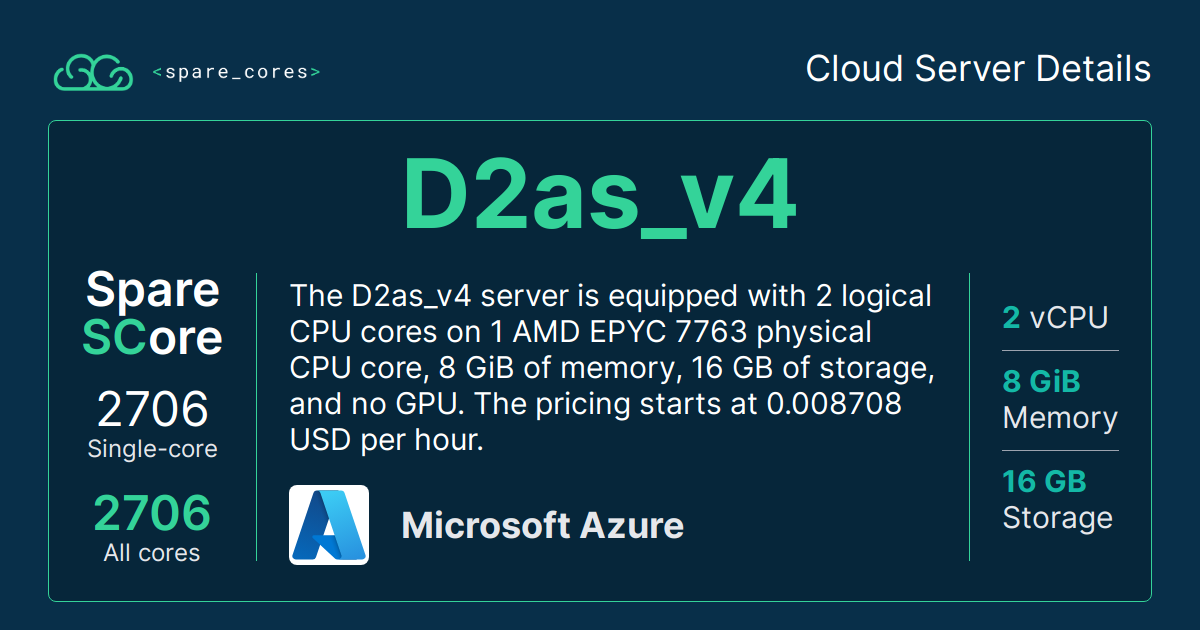 <spare_cores>
Cloud Server Details
D2as_v4
Spare
SCore
2706
Single-core
2706
All cores
The D2as_v4 server is equipped with 2 logical
CPU cores on 1 AMD EPYC 7763 physical
CPU core, 8 GiB of memory, 16 GB of storage,
and no GPU. The pricing starts at 0.008708
USD per hour.
Microsoft Azure
2 vCPU
8 GiB
Memory
16 GB
Storage